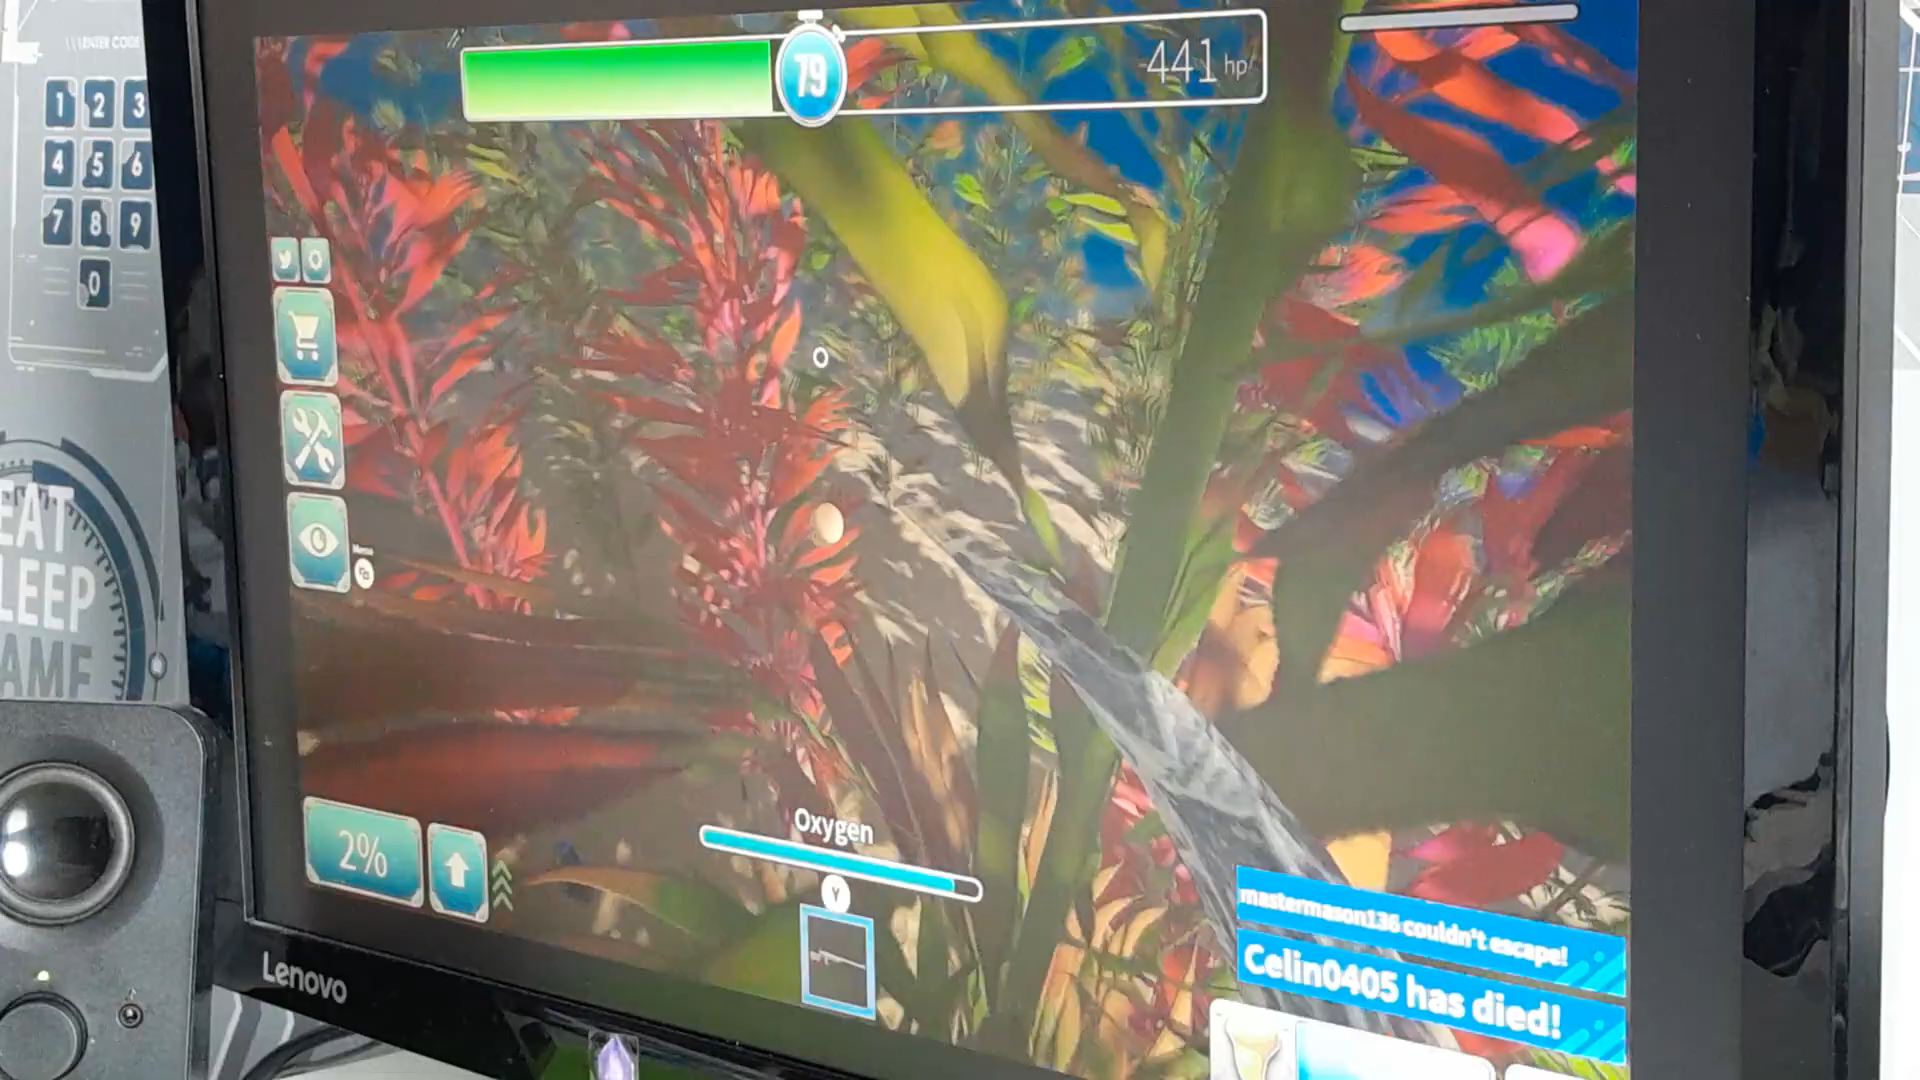 ENTER CODE
1 2 3
4 5 6
7 8 9
0
EAT
LEEP
AME
79
-441 hp
Menu
2%
Oxygen
Y
mastermason136 couldn't escape!
Celin0405 has died!
Lenovo